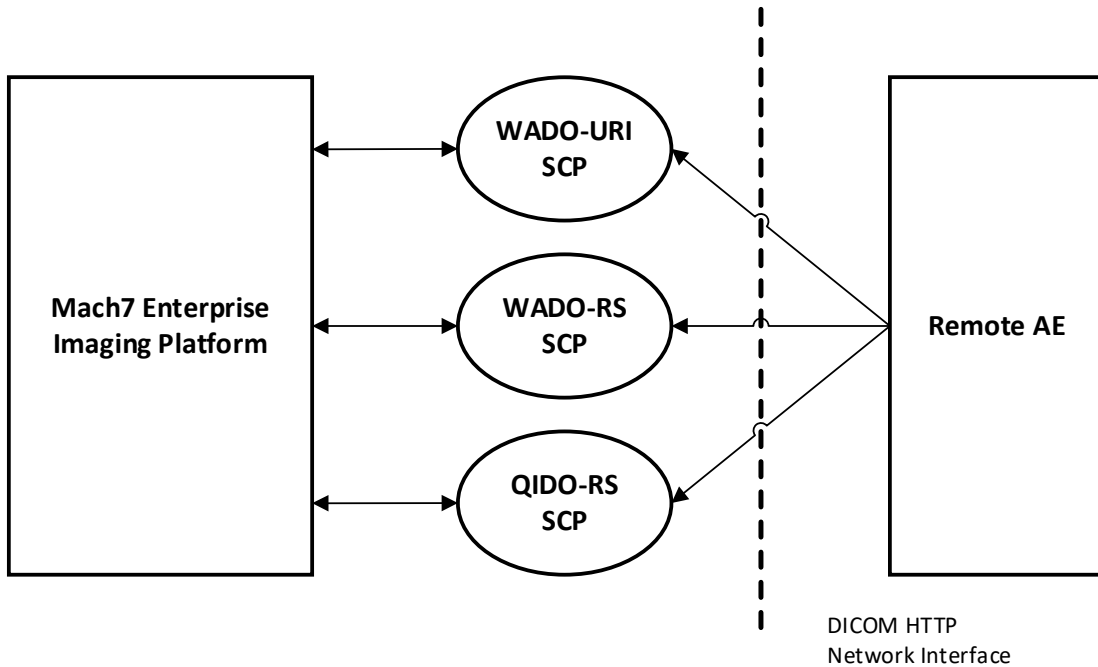 WADO-URI
SCP
Mach7 Enterprise
Imaging Platform
WADO-RS
SCP
Remote AE
QIDO-RS
SCP
DICOM HTTP
Network Interface